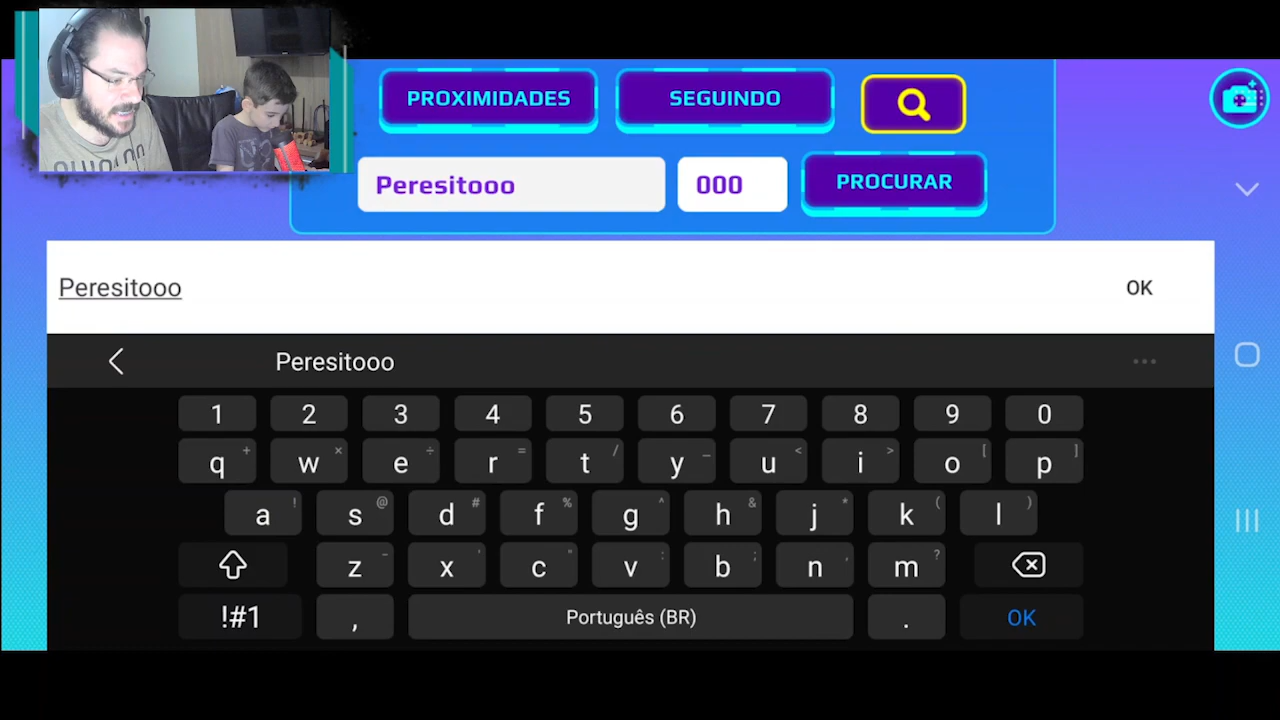 PROXIMIDADES SEGUINDO
Peresitooo 000 PROCURAR
Peresitooo OK
Peresitooo
1 2 3 4 5 6 7 8 9 0
q + w × e ÷ r = t / y _ u < i > o [ p ]
a ! s @ d # f % g ^ h & j * k ( l )
z - x ' c " v : b ; n , m ?
!#1 , Português (BR) . OK